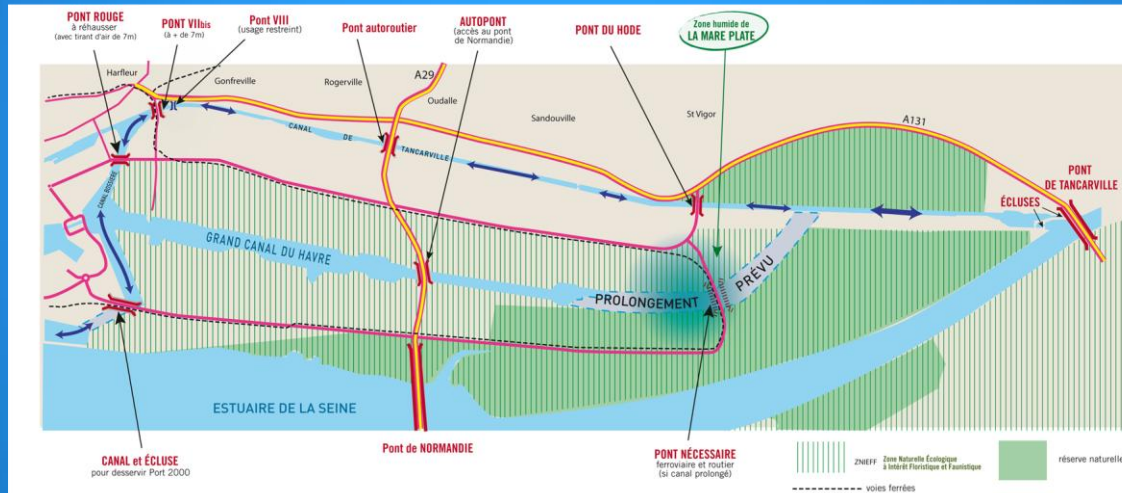 PONT ROUGE
à réhausser
(avec tirant d'air de 7m)
PONT VIIbis
(à + de 7m)
Pont VIII
(usage restreint)
Pont autoroutier
AUTOPONT
(accès au pont
de Normandie)
PONT DU HODE
Zone humide de
LA MARE PLATE
Harfleur
Gonfreville
Rogerville
A29
Oudalle
Sandouville
St Vigor
A131
PONT
DE TANCARVILLE
ÉCLUSES
CANAL DE TANCARVILLE
CANAL BOSSIÈRE
GRAND CANAL DU HAVRE
PROLONGEMENT
PRÉVU
ESTUAIRE DE LA SEINE
CANAL et ÉCLUSE
pour desservir Port 2000
Pont de NORMANDIE
PONT NÉCESSAIRE
ferroviaire et routier
(si canal prolongé)
ZNIEFF Zone Naturelle Écologique
à Intérêt Floristique et Faunistique
réserve naturelle
voies ferrées